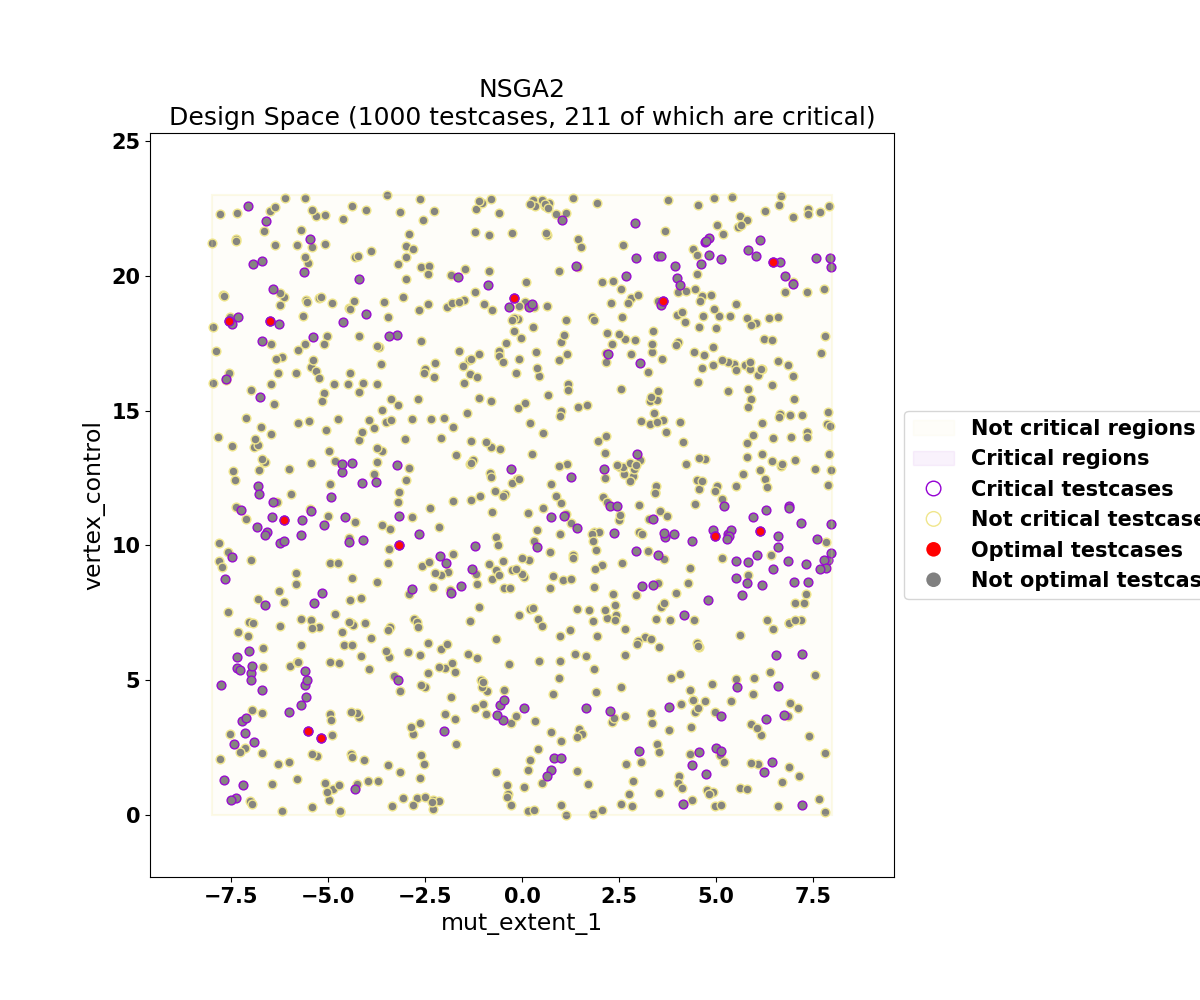 NSGA2
Design Space (1000 testcases, 211 of which are critical)
25
20
15
10
5
0
vertex_control
−7.5 −5.0 −2.5 0.0 2.5 5.0 7.5
mut_extent_1
Not critical regions
Critical regions
Critical testcases
Not critical testcase
Optimal testcases
Not optimal testcas